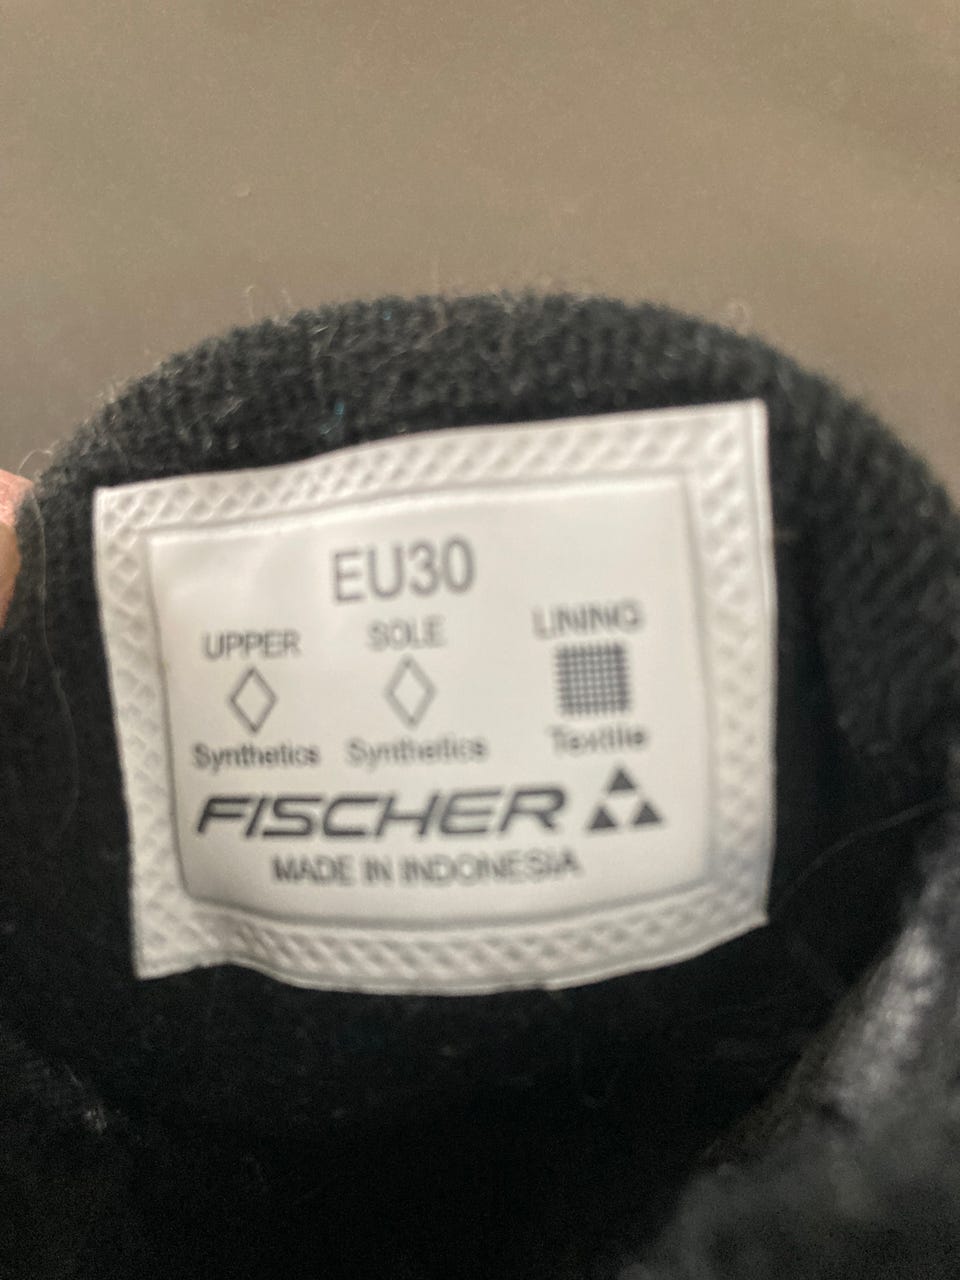 EU30
UPPER SOLE LINING
Synthetics Synthetics Textile
FISCHER
MADE IN INDONESIA